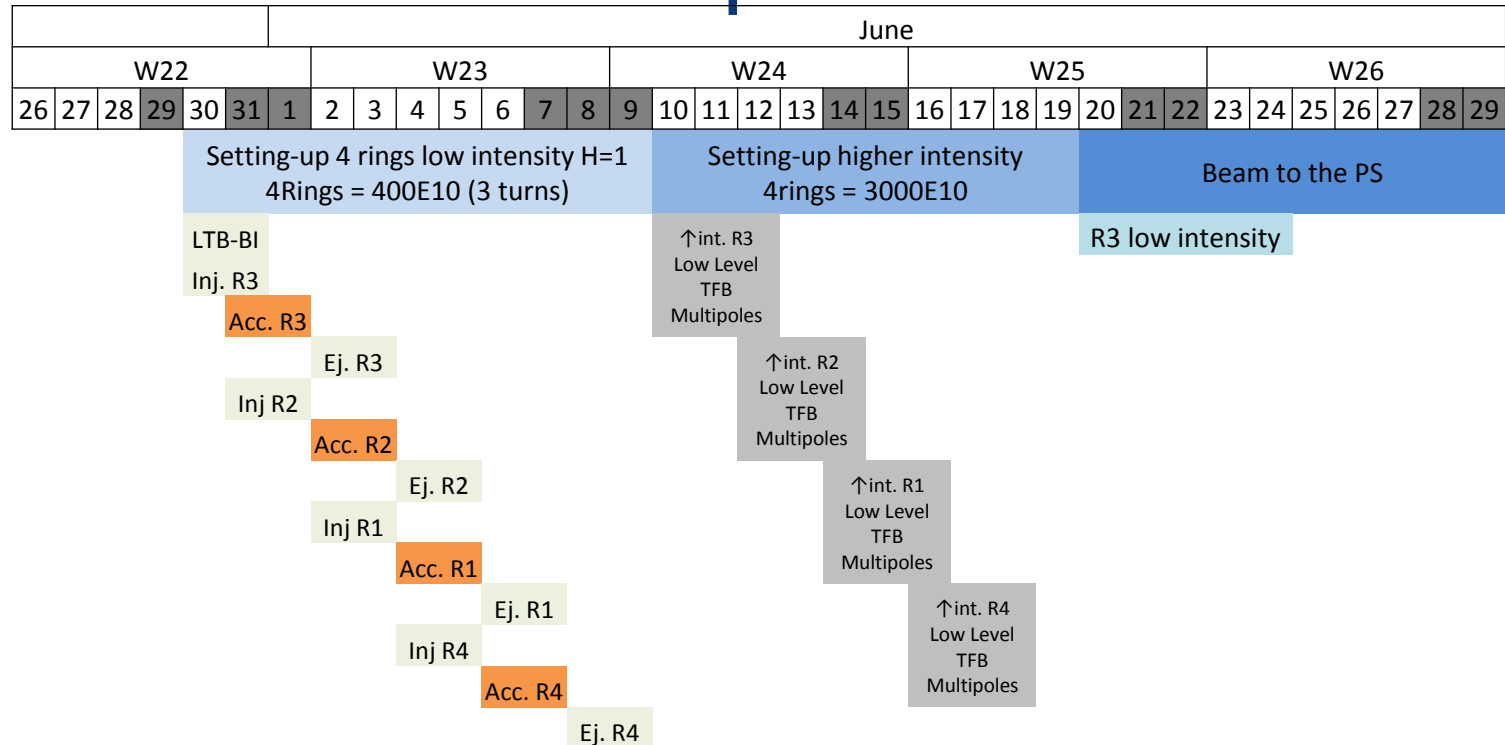 June
W22 W23 W24 W25 W26
26 27 28 29 30 31 1 2 3 4 5 6 7 8 9 10 11 12 13 14 15 16 17 18 19 20 21 22 23 24 25 26 27 28 29
Setting-up 4 rings low intensity H=1
4Rings = 400E10 (3 turns)
Setting-up higher intensity
4rings = 3000E10
Beam to the PS
LTB-BI
Inj. R3
Acc. R3
Ej. R3
Inj R2
Acc. R2
Ej. R2
Inj R1
Acc. R1
Ej. R1
Inj R4
Acc. R4
Ej. R4
↑int. R3
Low Level
TFB
Multipoles
↑int. R2
Low Level
TFB
Multipoles
↑int. R1
Low Level
TFB
Multipoles
↑int. R4
Low Level
TFB
Multipoles
R3 low intensity